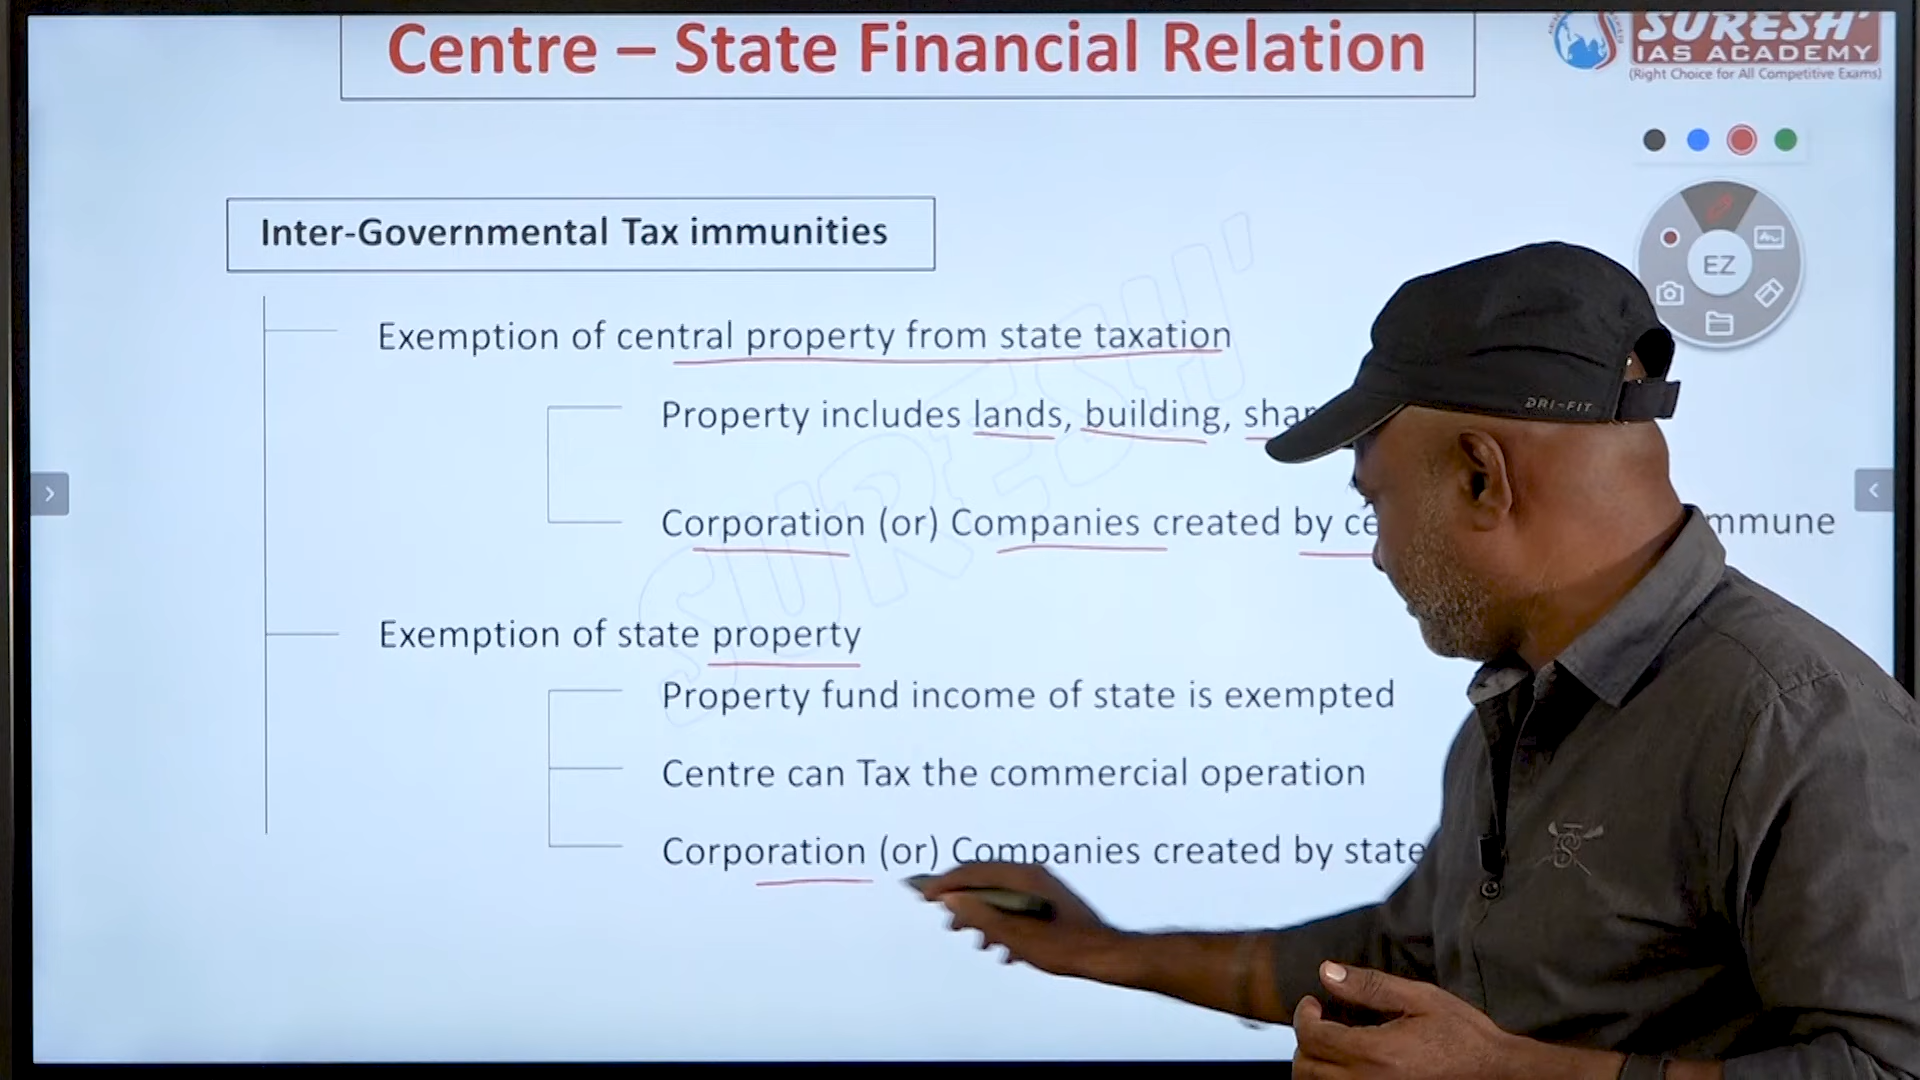 Centre – State Financial Relation
SURESH'
IAS ACADEMY
(Right Choice for All Competitive Exams)
Inter-Governmental Tax immunities
EZ
Exemption of central property from state taxation
Property includes lands, building,
DRI-FIT
Corporation (or) Companies created by
Exemption of state property
Property fund income of state is exempted
Centre can Tax the commercial operation
Corporation (or) Companies created by state
SURESH'